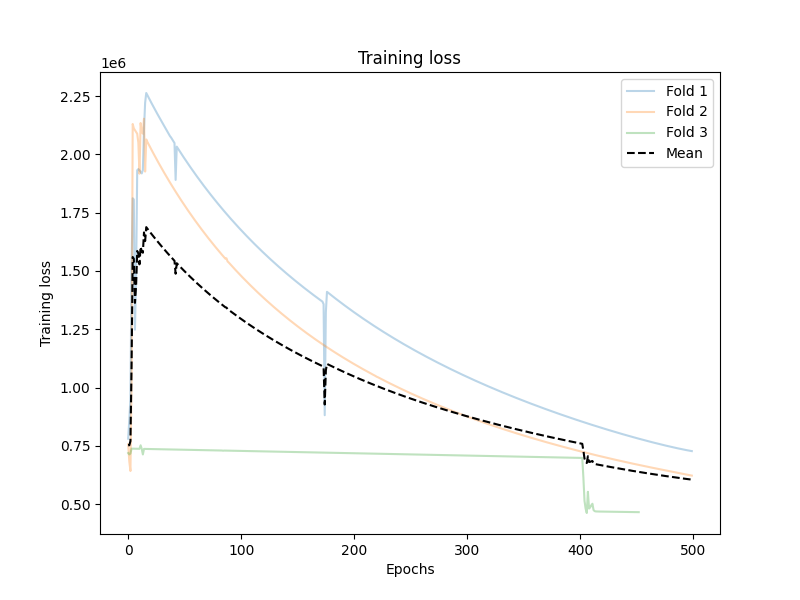 Training loss
1e6
2.25
2.00
1.75
1.50
1.25
1.00
0.75
0.50
Training loss
0 100 200 300 400 500
Epochs
Fold 1
Fold 2
Fold 3
Mean